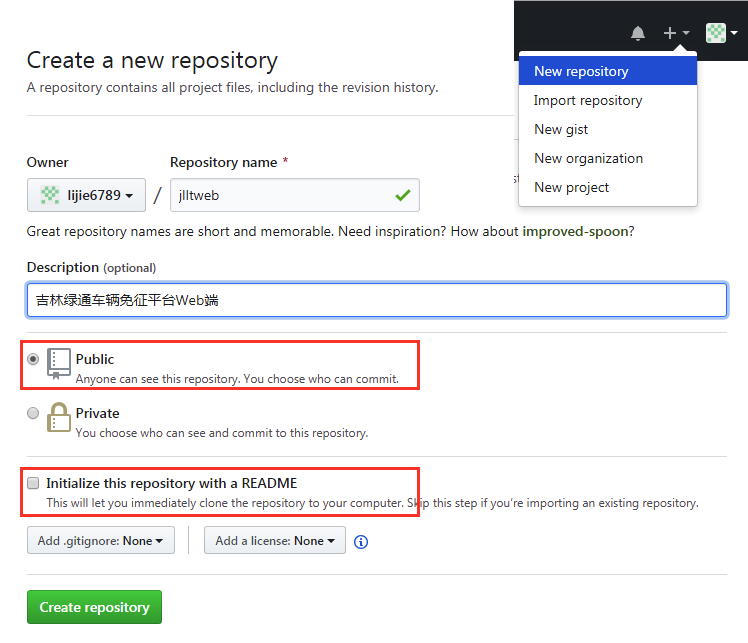 Create a new repository
A repository contains all project files, including the revision history.
New repository
Import repository
New gist
New organization
New project
Owner
Repository name *
lijie6789 / jlltweb
Great repository names are short and memorable. Need inspiration? How about improved-spoon?
Description (optional)
吉林绿通车辆免征平台Web端
Public
Anyone can see this repository. You choose who can commit.
Private
You choose who can see and commit to this repository.
Initialize this repository with a README
This will let you immediately clone the repository to your computer. Skip this step if you're importing an existing repository.
Add .gitignore: None
Add a license: None
Create repository